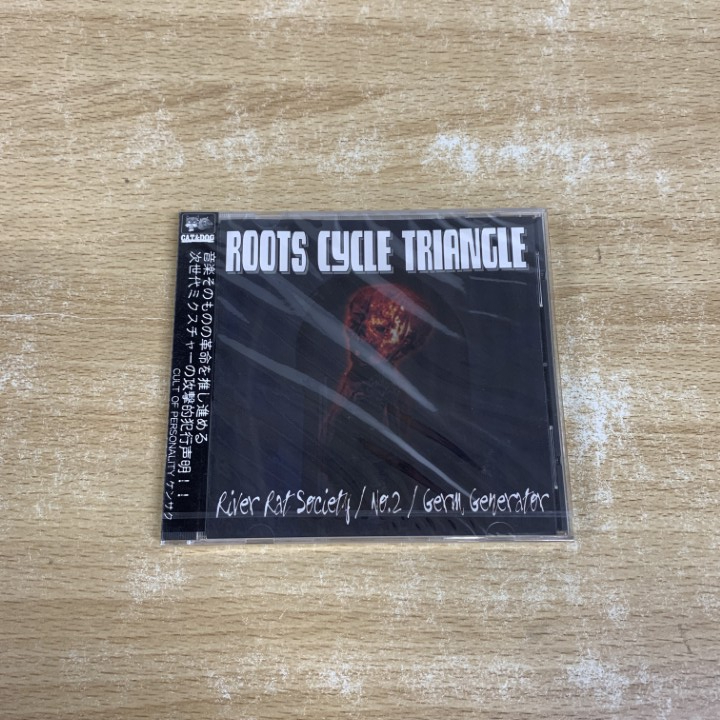 CAT&DOG
ROOTS CYCLE TRIANGLE
音楽そのものの革命を推し進める
次世代ミクスチャーの攻撃的犯行声明！！
CULT OF PERSONALITY ケンサク
River Rat Society / No.2 / Germ, Generator